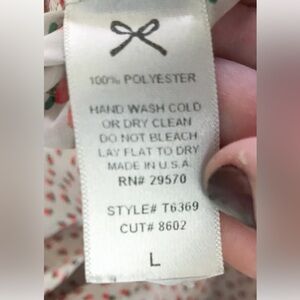 100% POLYESTER
HAND WASH COLD
OR DRY CLEAN
DO NOT BLEACH
LAY FLAT TO DRY
MADE IN U.S.A.
RN# 29570
STYLE# T6369
CUT# 8602
L